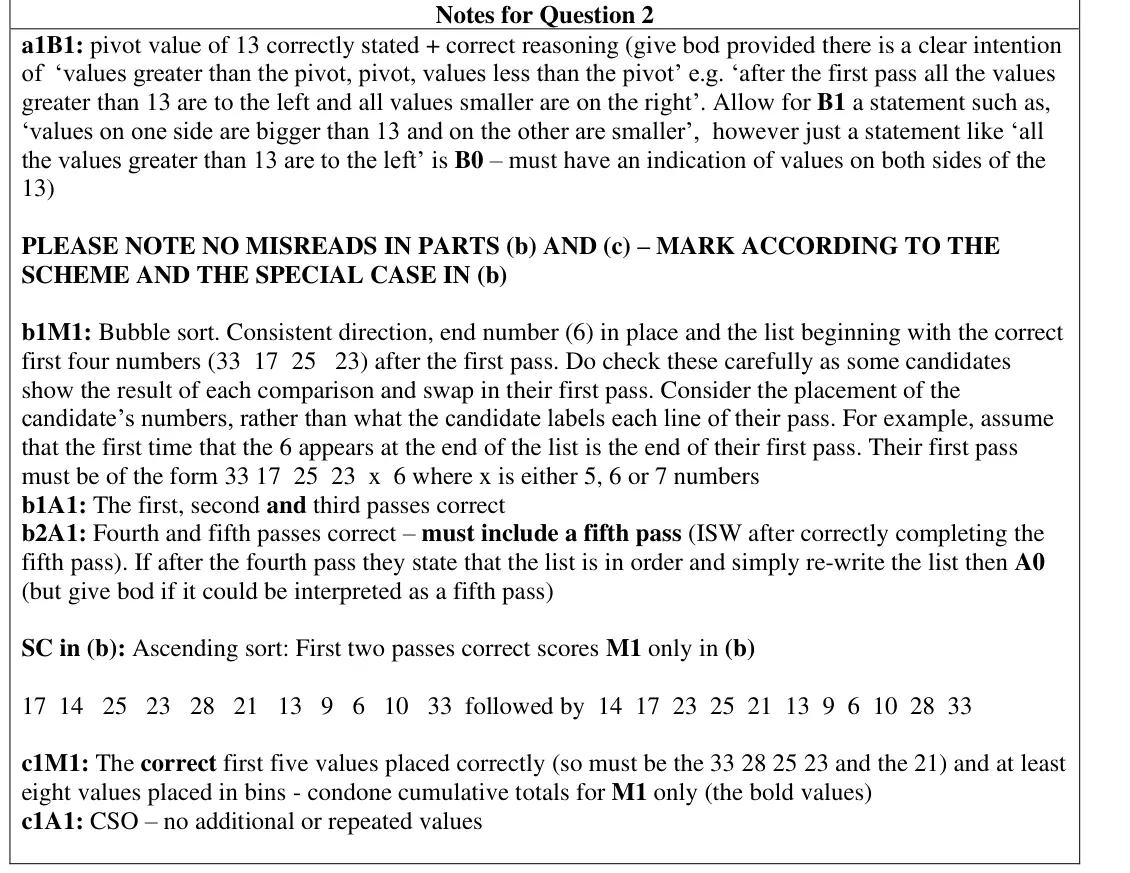 Notes for Question 2
a1B1: pivot value of 13 correctly stated + correct reasoning (give bod provided there is a clear intention
of ‘values greater than the pivot, pivot, values less than the pivot’ e.g. ‘after the first pass all the values
greater than 13 are to the left and all values smaller are on the right’. Allow for B1 a statement such as,
‘values on one side are bigger than 13 and on the other are smaller’, however just a statement like ‘all
the values greater than 13 are to the left’ is B0 – must have an indication of values on both sides of the
13)
PLEASE NOTE NO MISREADS IN PARTS (b) AND (c) – MARK ACCORDING TO THE
SCHEME AND THE SPECIAL CASE IN (b)
b1M1: Bubble sort. Consistent direction, end number (6) in place and the list beginning with the correct
first four numbers (33 17 25 23) after the first pass. Do check these carefully as some candidates
show the result of each comparison and swap in their first pass. Consider the placement of the
candidate’s numbers, rather than what the candidate labels each line of their pass. For example, assume
that the first time that the 6 appears at the end of the list is the end of their first pass. Their first pass
must be of the form 33 17 25 23 x 6 where x is either 5, 6 or 7 numbers
b1A1: The first, second and third passes correct
b2A1: Fourth and fifth passes correct – must include a fifth pass (ISW after correctly completing the
fifth pass). If after the fourth pass they state that the list is in order and simply re-write the list then A0
(but give bod if it could be interpreted as a fifth pass)
SC in (b): Ascending sort: First two passes correct scores M1 only in (b)
17 14 25 23 28 21 13 9 6 10 33 followed by 14 17 23 25 21 13 9 6 10 28 33
c1M1: The correct first five values placed correctly (so must be the 33 28 25 23 and the 21) and at least
eight values placed in bins - condone cumulative totals for M1 only (the bold values)
c1A1: CSO – no additional or repeated values